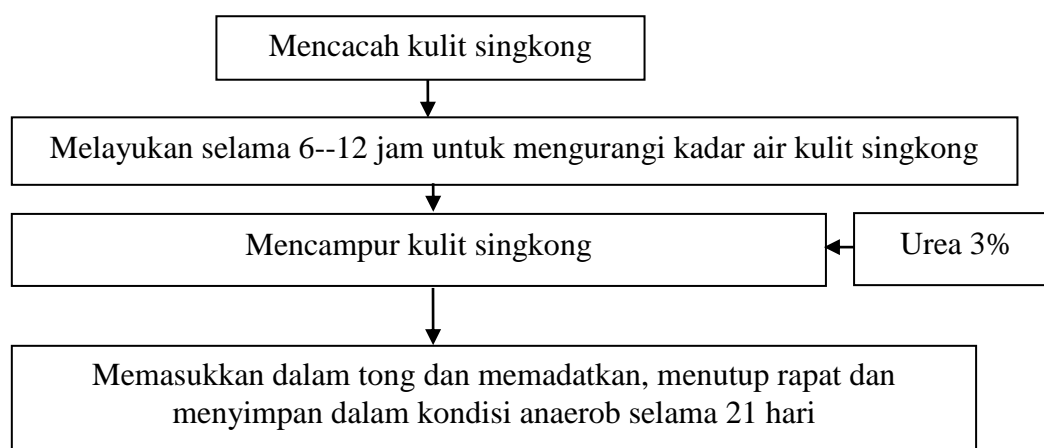 Mencacah kulit singkong
Melayukan selama 6--12 jam untuk mengurangi kadar air kulit singkong
Mencampur kulit singkong
Urea 3%
Memasukkan dalam tong dan memadatkan, menutup rapat dan
menyimpan dalam kondisi anaerob selama 21 hari